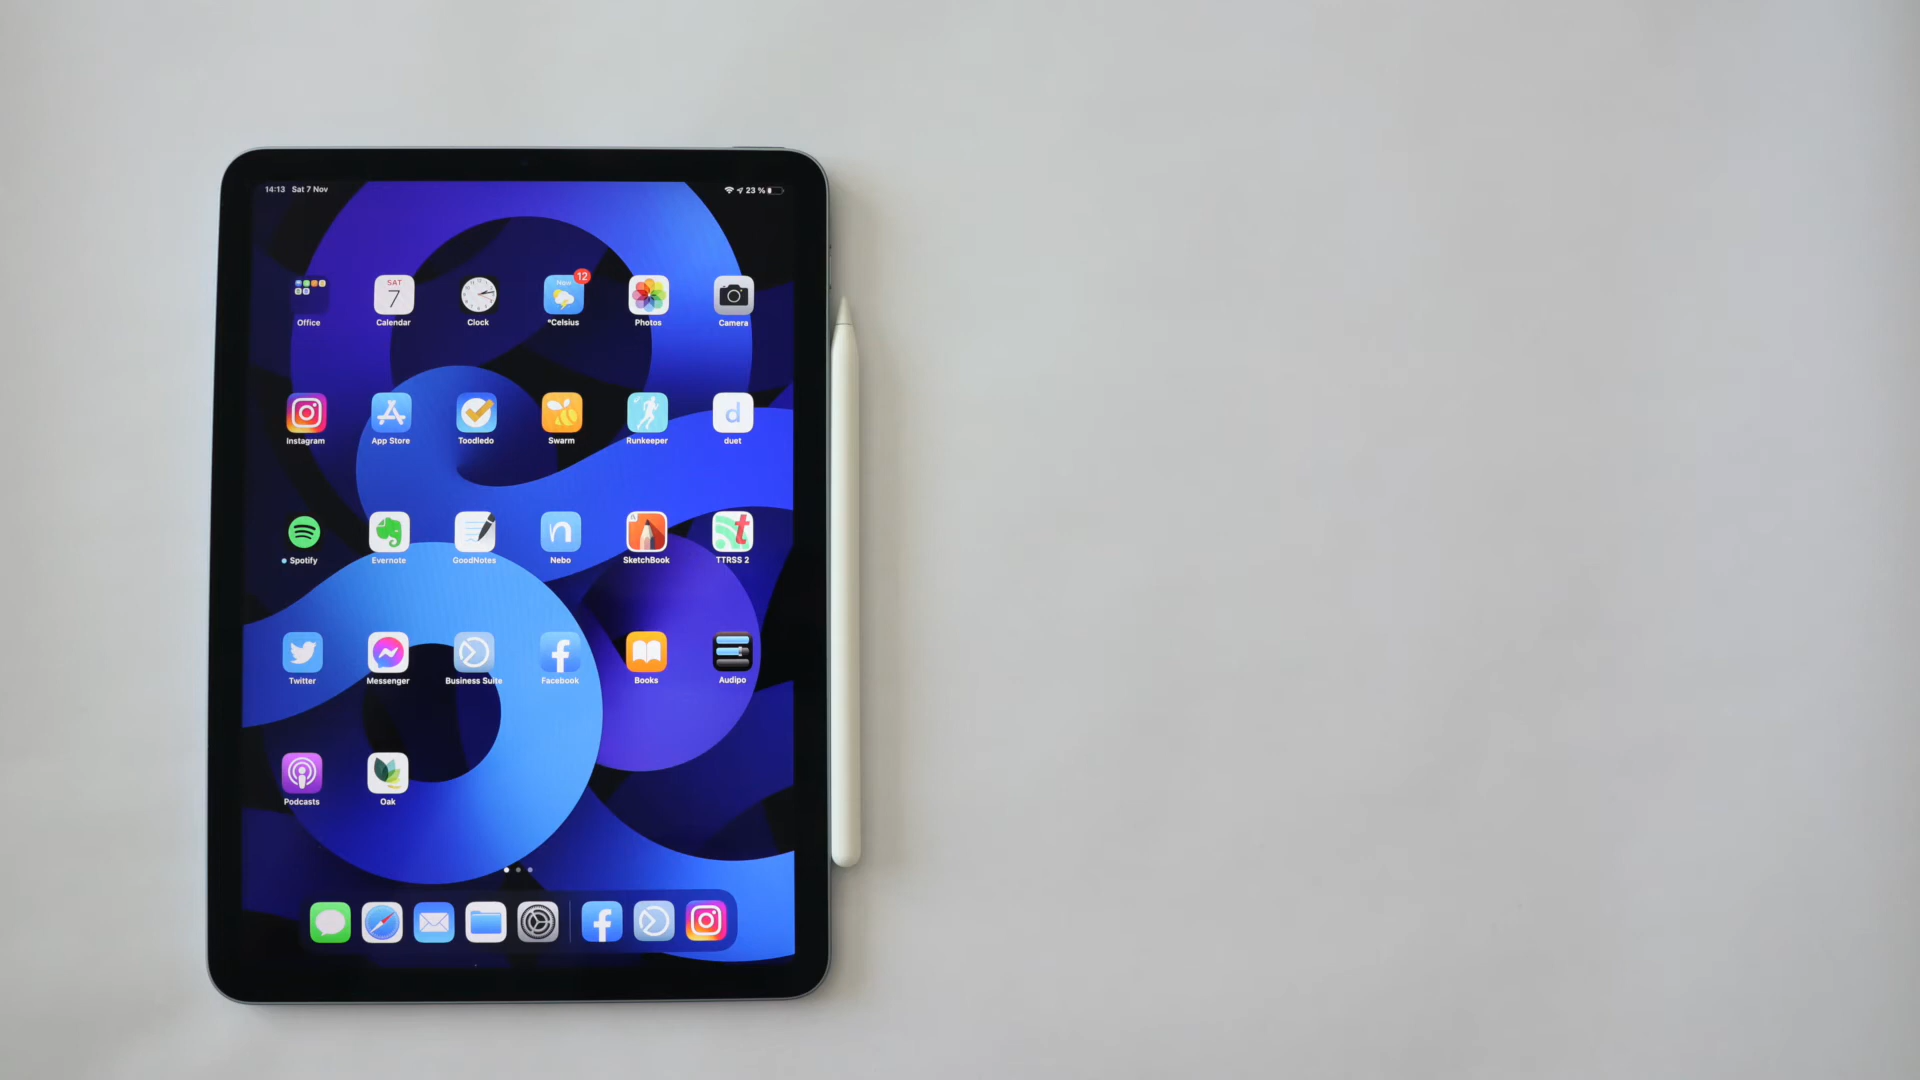 14:13 Sat 7 Nov
23 %
12
SAT
7
Office
Calendar
Clock
°Celsius
Photos
Camera
d
Instagram
App Store
Toodledo
Swarm
Runkeeper
duet
n
t
Spotify
Evernote
GoodNotes
Nebo
SketchBook
TTRSS 2
f
Twitter
Messenger
Business Suite
Facebook
Books
Audipo
Podcasts
Oak
f